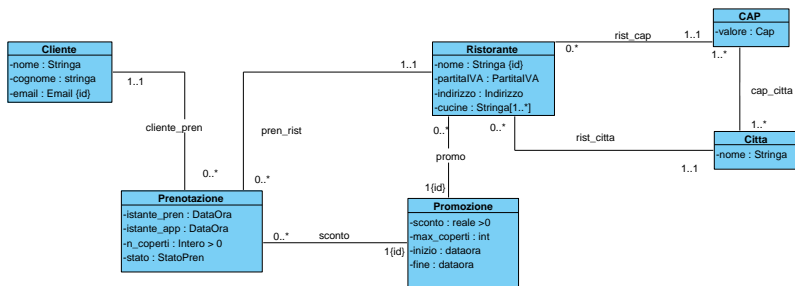 Cliente
-nome : Stringa
-cognome : stringa
-email : Email {id}
1..1
cliente_pren
0..*
Ristorante
-nome : Stringa {id}
-partitaIVA : PartitaIVA
-indirizzo : Indirizzo
-cucine : Stringa[1..*]
1..1
pren_rist
0..*
rist_cap
0..*
1..1
CAP
-valore : Cap
1..*
cap_citta
1..*
0..*
0..*
rist_citta
1..1
Citta
-nome : Stringa
promo
1{id}
Prenotazione
-istante_pren : DataOra
-istante_app : DataOra
-n_coperti : Intero > 0
-stato : StatoPren
0..*
sconto
1{id}
Promozione
-sconto : reale >0
-max_coperti : int
-inizio : dataora
-fine : dataora